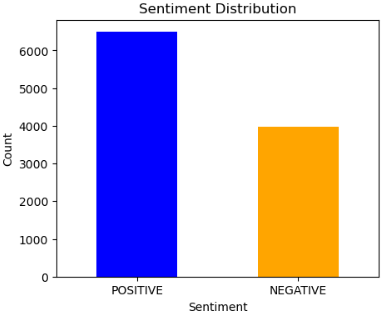 Sentiment Distribution
6000
5000
4000
3000
2000
1000
0
Count
POSITIVE
NEGATIVE
Sentiment